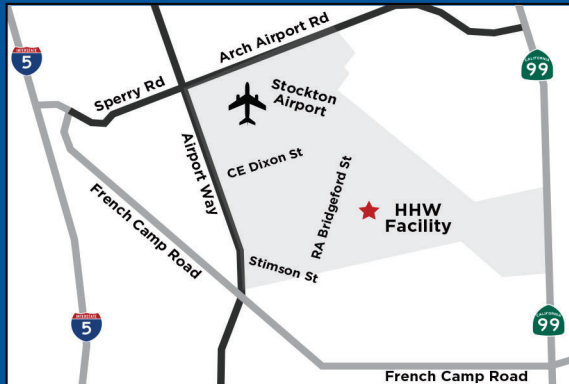 INTERSTATE
5
Arch Airport Rd
CALIFORNIA
99
Sperry Rd
Stockton
Airport
Airport Way
CE Dixon St
RA Bridgeford St
HHW
Facility
French Camp Road
Stimson St
INTERSTATE
5
CALIFORNIA
99
French Camp Road